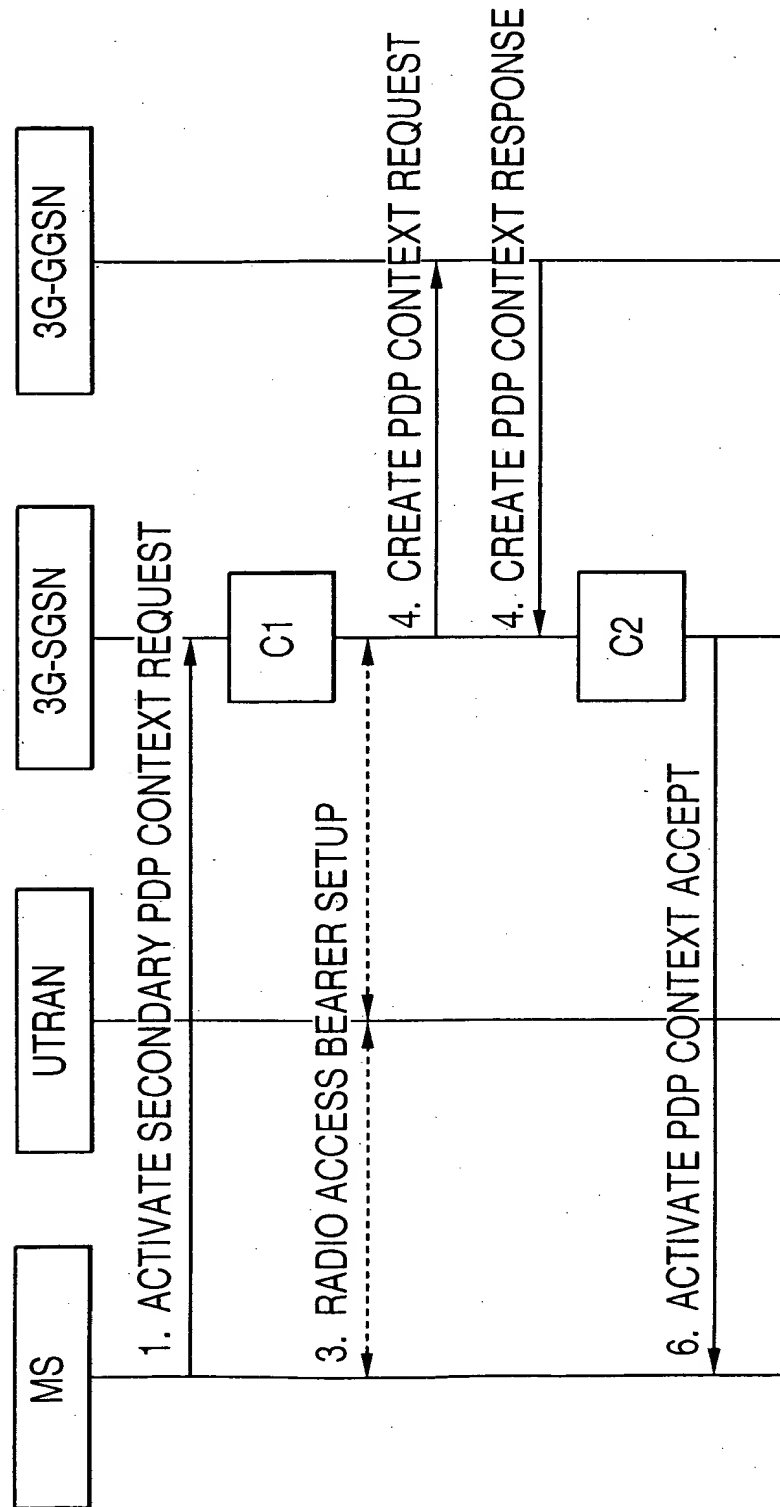 MS
UTRAN
3G-SGSN
3G-GGSN
1. ACTIVATE SECONDARY PDP CONTEXT REQUEST
C1
3. RADIO ACCESS BEARER SETUP
4. CREATE PDP CONTEXT REQUEST
4. CREATE PDP CONTEXT RESPONSE
C2
6. ACTIVATE PDP CONTEXT ACCEPT